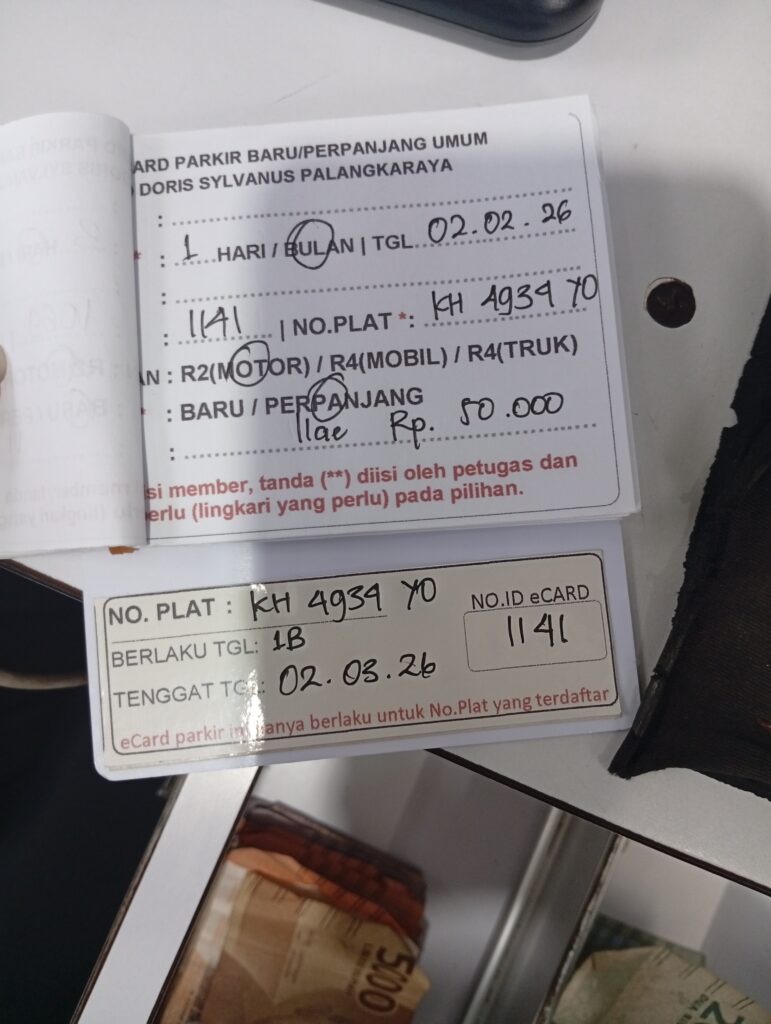 ARD PARKIR BARU/PERPANJANG UMUM
DORIS SYLVANUS PALANGKARAYA
:
* : 1 HARI / BULAN | TGL 02.02.26
:
: 1141 | NO.PLAT *: KH 4934 YO
AN : R2(MOTOR) / R4(MOBIL) / R4(TRUK)
* : BARU / PERPANJANG
: Rp. 50.000
si member, tanda (**) diisi oleh petugas dan
erlu (lingkari yang perlu) pada pilihan.
NO. PLAT : KH 4934 YO
NO.ID eCARD
BERLAKU TGL: 1B
1141
TENGGAT TGL: 02.03.26
eCard parkir ini hanya berlaku untuk No.Plat yang terdaftar
5000